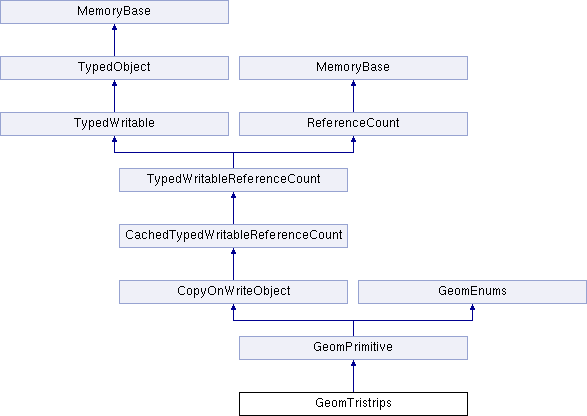 MemoryBase
TypedObject
MemoryBase
TypedWritable
ReferenceCount
TypedWritableReferenceCount
CachedTypedWritableReferenceCount
CopyOnWriteObject
GeomEnums
GeomPrimitive
GeomTristrips